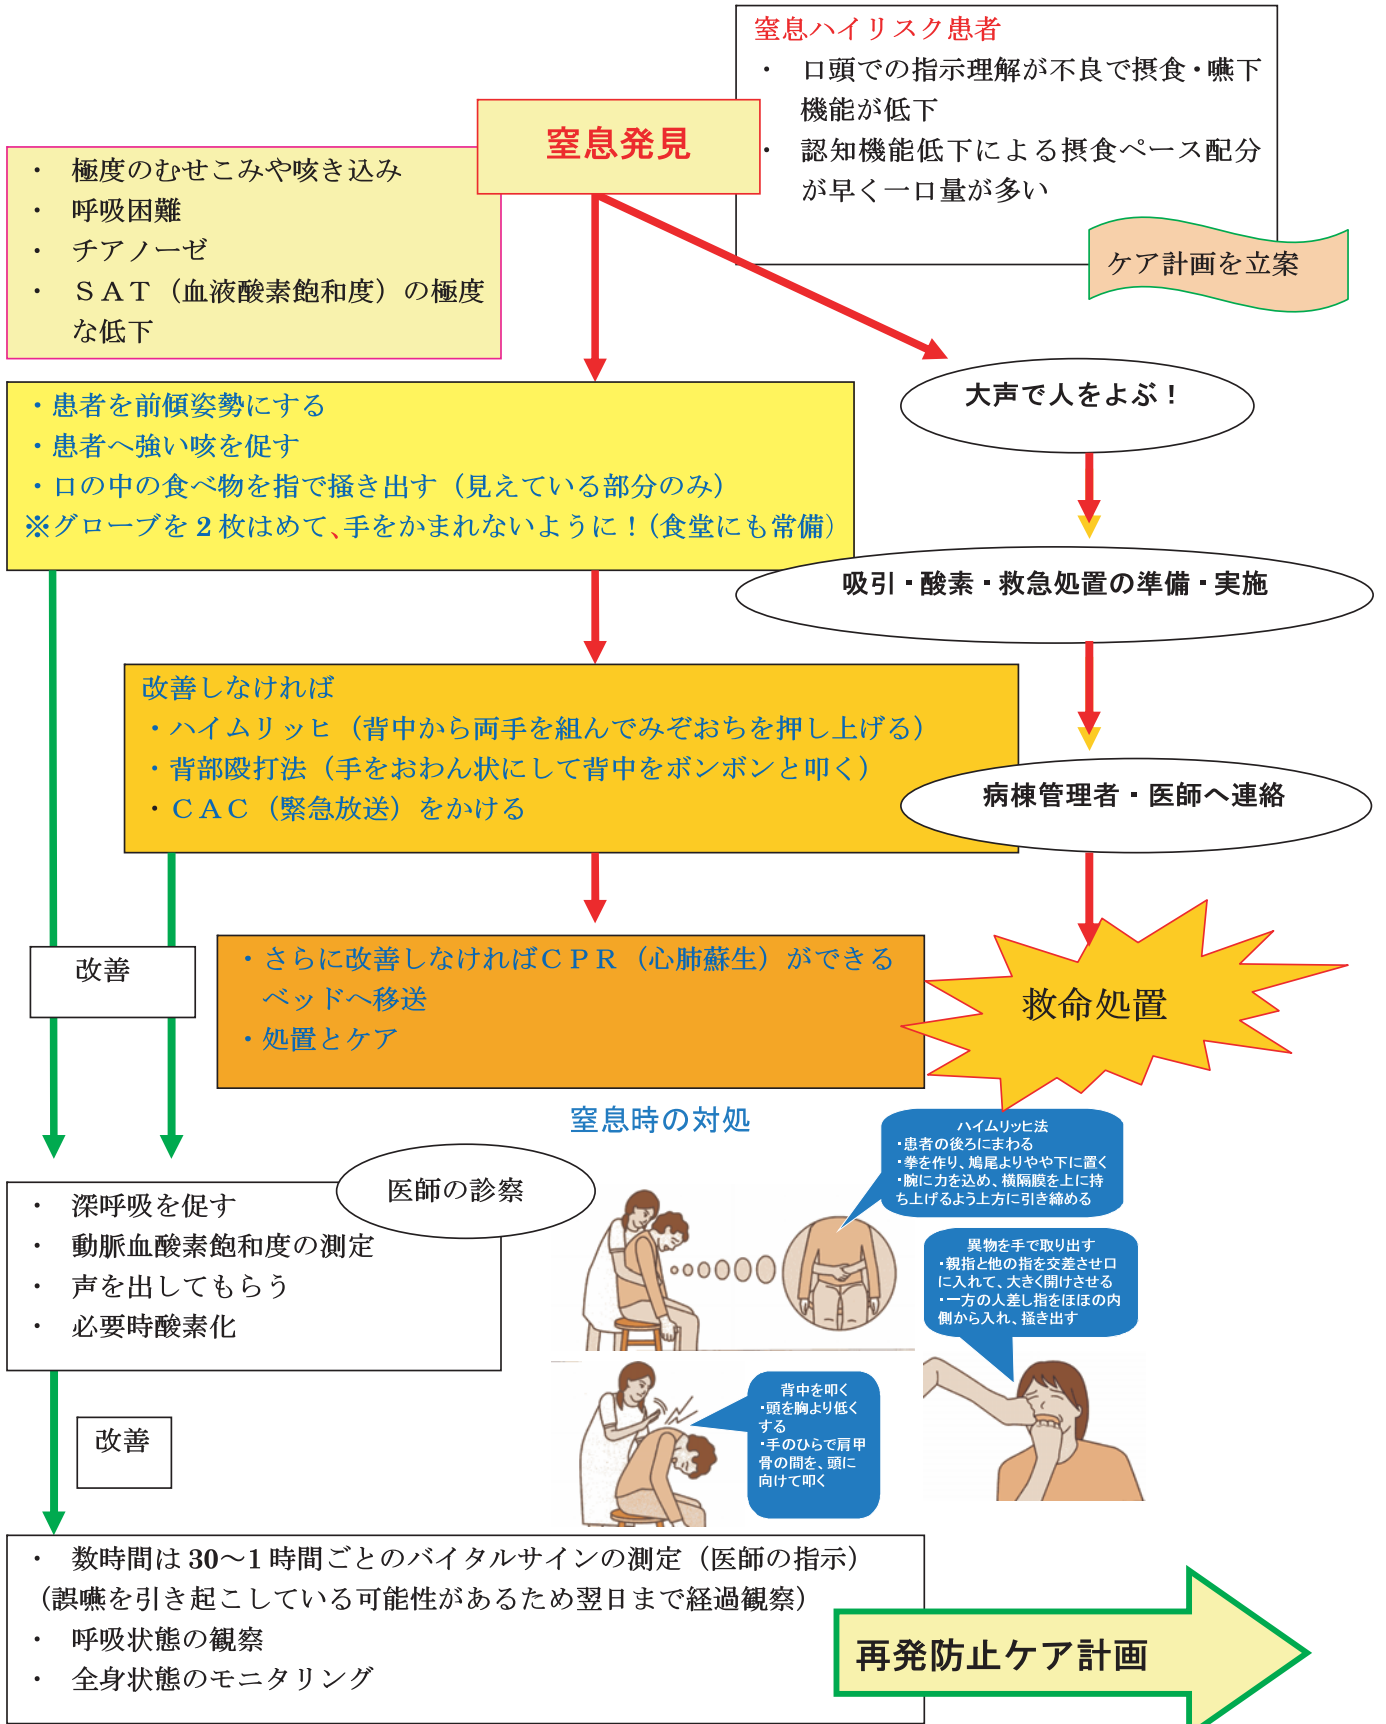 窒息ハイリスク患者
・ 口頭での指示理解が不良で摂食・嚥下
機能が低下
・ 認知機能低下による摂食ペース配分
が早く一口量が多い
ケア計画を立案
窒息発見
・ 極度のむせこみや咳き込み
・ 呼吸困難
・ チアノーゼ
・ ＳＡＴ（血液酸素飽和度）の極度
な低下
・患者を前傾姿勢にする
・患者へ強い咳を促す
・口の中の食べ物を指で掻き出す（見えている部分のみ）
※グローブを 2 枚はめて、手をかまれないように！（食堂にも常備）
大声で人をよぶ！
吸引・酸素・救急処置の準備・実施
改善しなければ
・ハイムリッヒ（背中から両手を組んでみぞおちを押し上げる）
・背部殴打法（手をおわん状にして背中をボンボンと叩く）
・ＣＡＣ（緊急放送）をかける
病棟管理者・医師へ連絡
改善
・さらに改善しなければＣＰＲ（心肺蘇生）ができる
ベッドへ移送
・処置とケア
救命処置
窒息時の対処
ハイムリッヒ法
・患者の後ろにまわる
・拳を作り、鳩尾よりやや下に置く
・腕に力を込め、横隔膜を上に持
ち上げるよう上方に引き締める
医師の診察
・ 深呼吸を促す
・ 動脈血酸素飽和度の測定
・ 声を出してもらう
・ 必要時酸素化
異物を手で取り出す
・親指と他の指を交差させ口
に入れて、大きく開けさせる
・一方の人差し指をほほの内
側から入れ、掻き出す
背中を叩く
・頭を胸より低く
する
・手のひらで肩甲
骨の間を、頭に
向けて叩く
改善
・ 数時間は 30～1 時間ごとのバイタルサインの測定（医師の指示）
（誤嚥を引き起こしている可能性があるため翌日まで経過観察）
・ 呼吸状態の観察
・ 全身状態のモニタリング
再発防止ケア計画